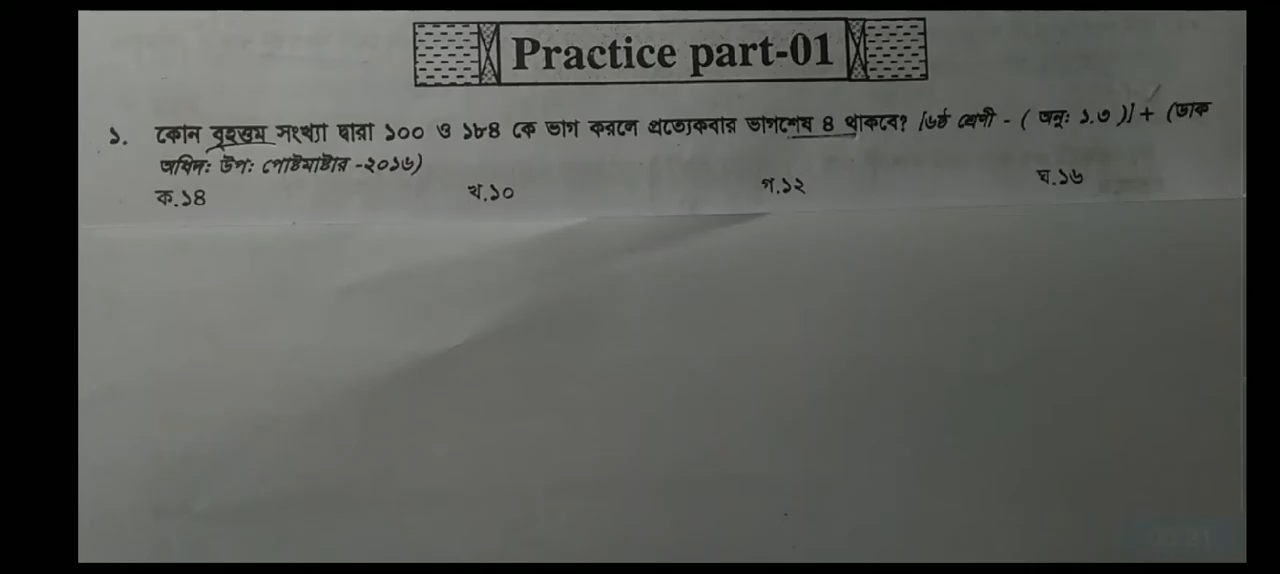 Practice part-01
১. কোন বৃহত্তম সংখ্যা দ্বারা ১০০ ও ১৮৪ কে ভাগ করলে প্রত্যেকবার ভাগশেষ ৪ থাকবে? [৬ষ্ঠ শ্রেণী - ( অনু: ১.৩ )] + (ডাক
অধিদ: উপ: পোষ্টমাষ্টার -২০১৬)
ক.১৪ খ.১০ গ.১২ ঘ.১৬